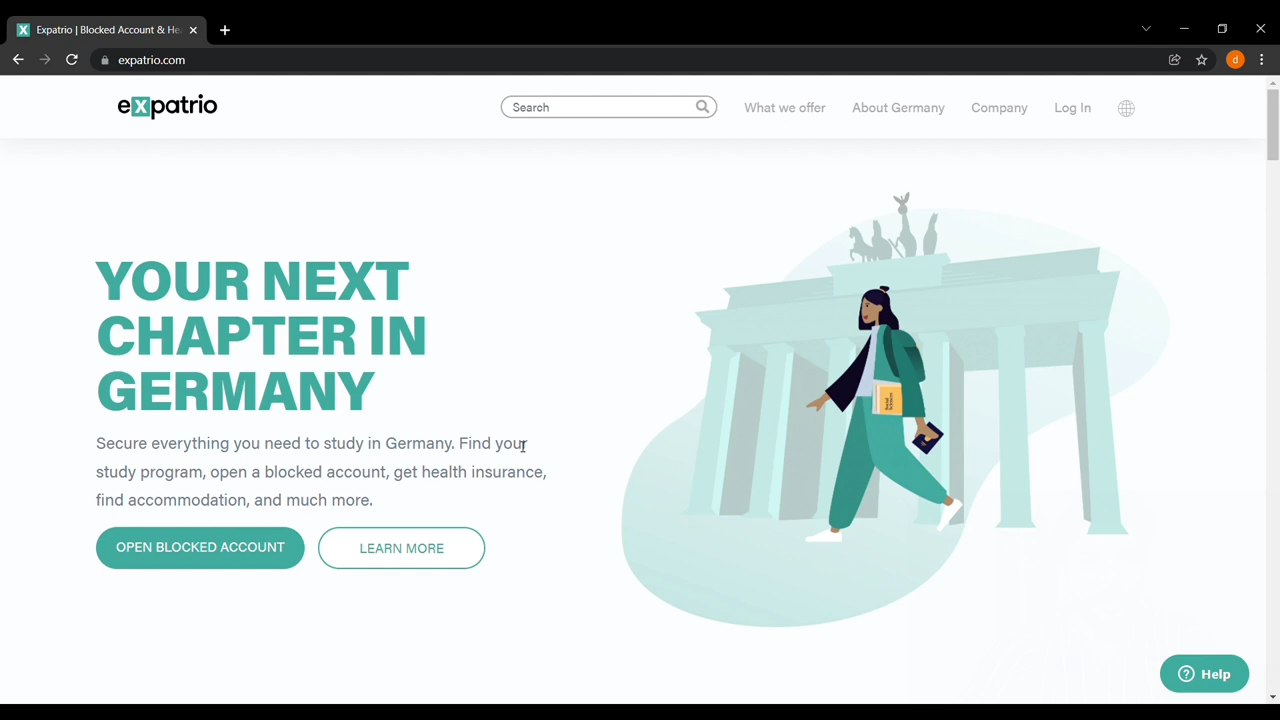 Expatrio | Blocked Account & He
expatrio.com
d
expatrio
Search
What we offer
About Germany
Company
Log In
YOUR NEXT
CHAPTER IN
GERMANY
Secure everything you need to study in Germany. Find your
study program, open a blocked account, get health insurance,
find accommodation, and much more.
OPEN BLOCKED ACCOUNT
LEARN MORE
Social
Sciences
Help